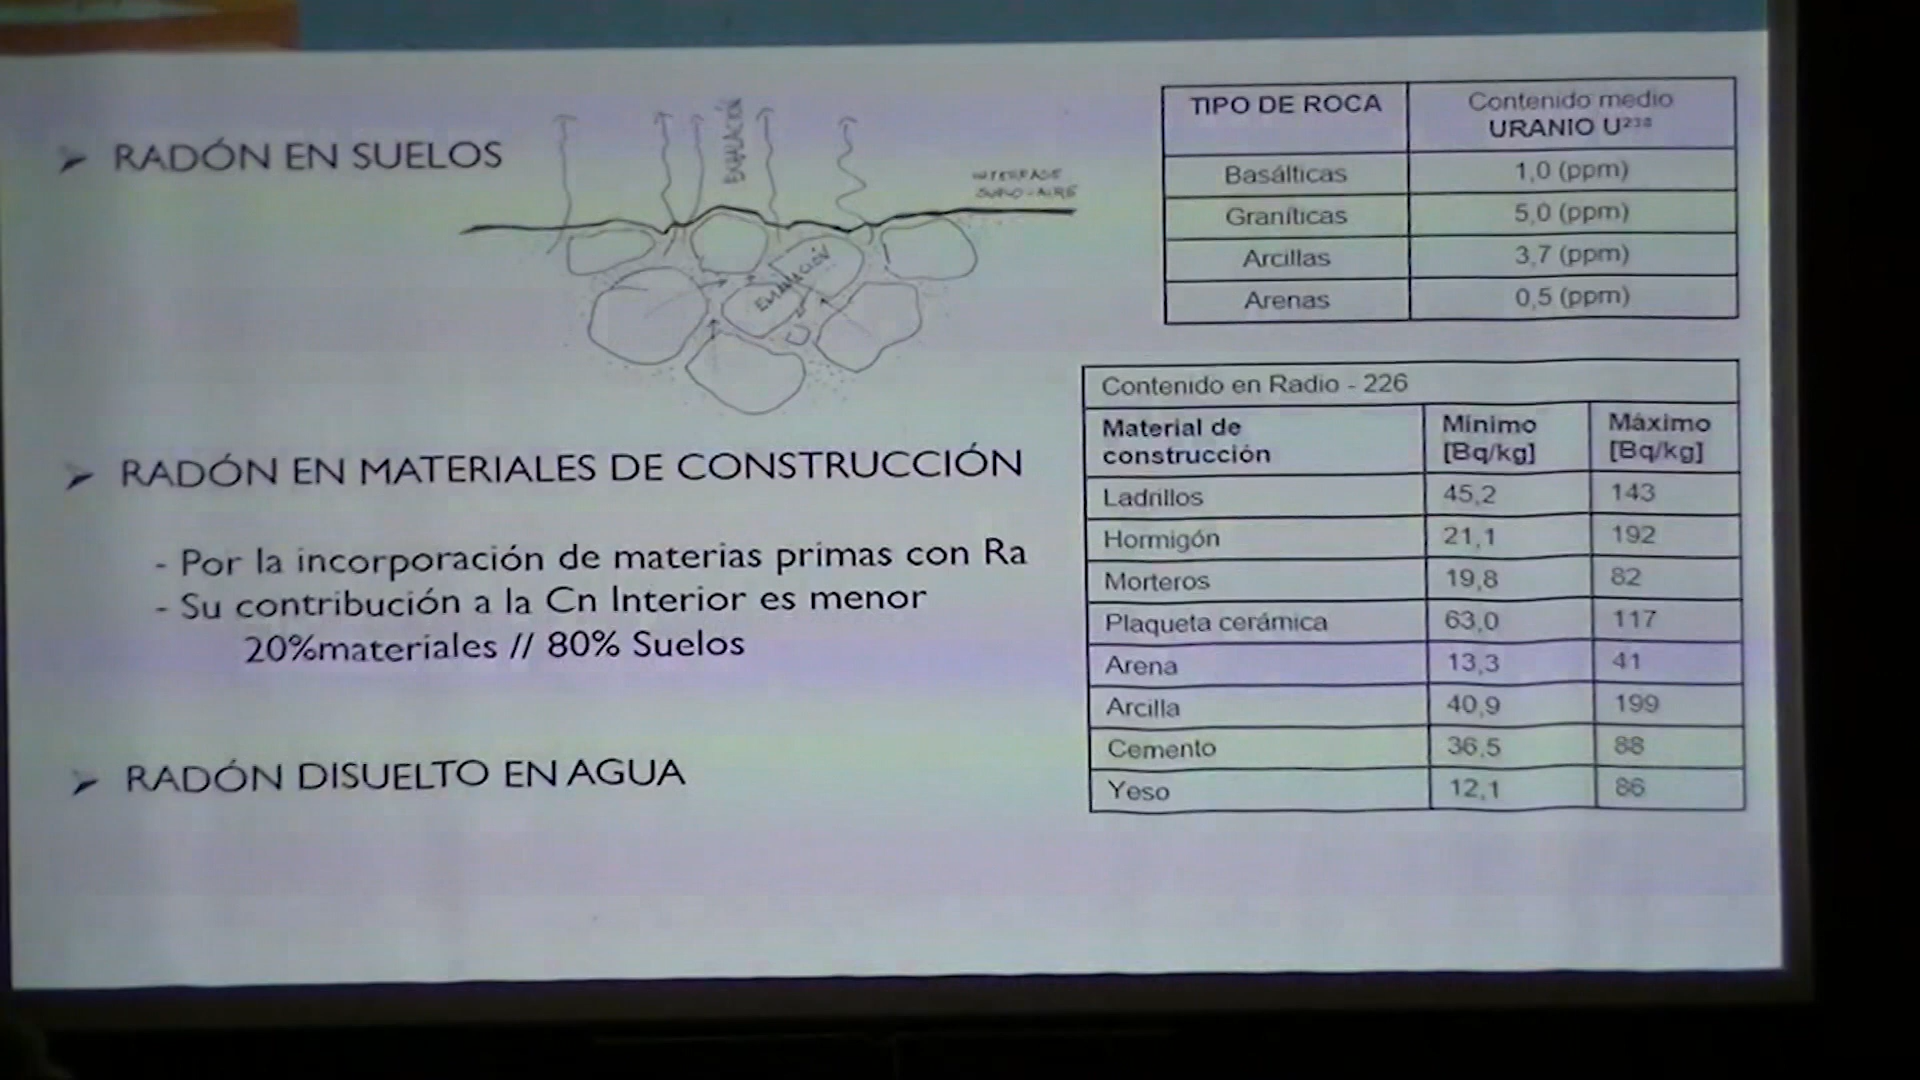 RADÓN EN SUELOS
EXHALACIÓN
INTERFASE
SUELO-AIRE
EMANACIÓN
RADÓN EN MATERIALES DE CONSTRUCCIÓN
- Por la incorporación de materias primas con Ra
- Su contribución a la Cn Interior es menor
20%materiales // 80% Suelos
RADÓN DISUELTO EN AGUA
TIPO DE ROCA Contenido medio
URANIO U²³⁸
Basálticas 1,0 (ppm)
Graníticas 5,0 (ppm)
Arcillas 3,7 (ppm)
Arenas 0,5 (ppm)
Contenido en Radio - 226
Material de Mínimo Máximo
construcción [Bq/kg] [Bq/kg]
Ladrillos 45,2 143
Hormigón 21,1 192
Morteros 19,8 82
Plaqueta cerámica 63,0 117
Arena 13,3 41
Arcilla 40,9 199
Cemento 36,5 88
Yeso 12,1 86